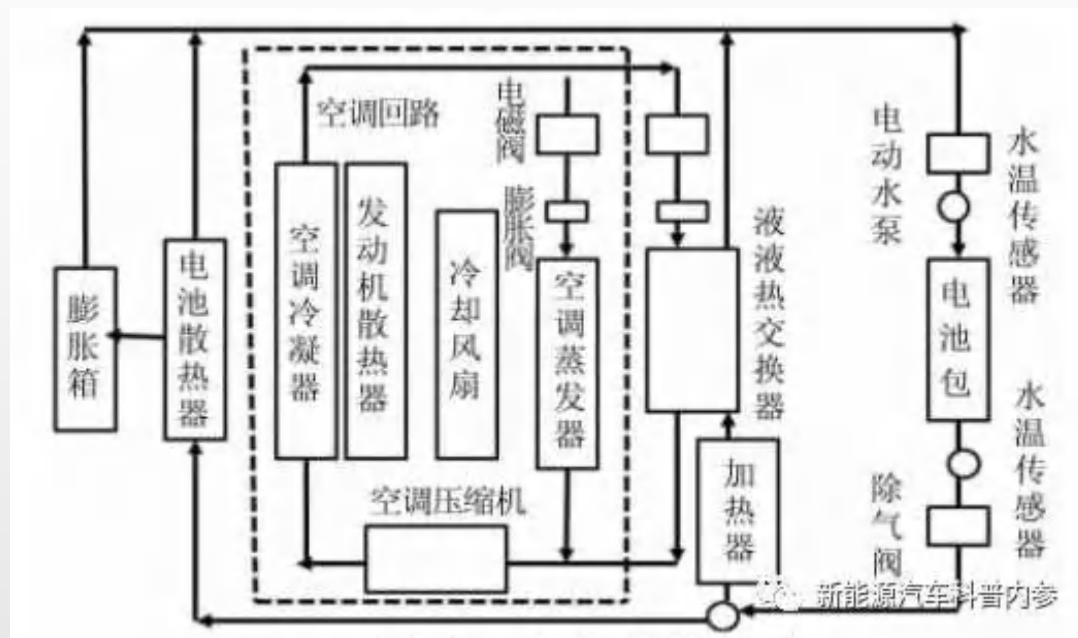 空调回路
电磁阀
膨胀阀
电动水泵
水温传感器
膨胀箱
电池散热器
空调冷凝器
发动机散热器
冷却风扇
空调蒸发器
液液热交换器
电池包
水温传感器
空调压缩机
加热器
除气阀
新能源汽车科普内参